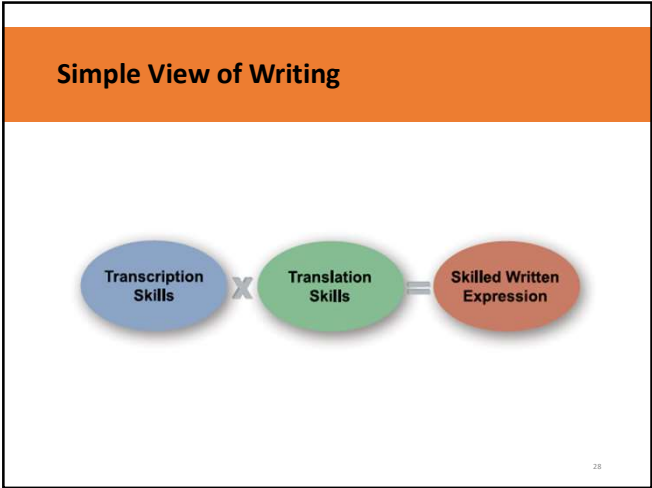 Simple View of Writing
Transcription
Skills
X
Translation
Skills
=
Skilled Written
Expression
28